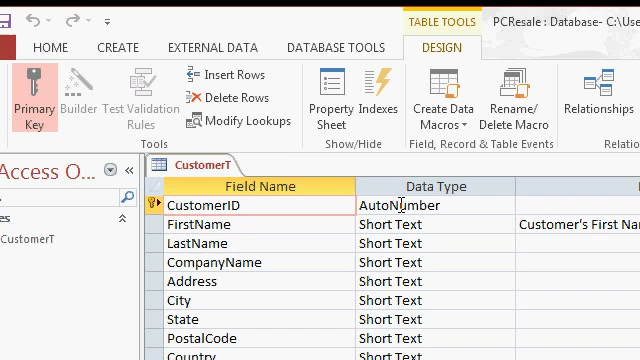 TABLE TOOLS PCResale : Database- C:\Use
HOME CREATE EXTERNAL DATA DATABASE TOOLS DESIGN
Primary Key
Builder
Test Validation Rules
Insert Rows
Delete Rows
Modify Lookups
Property Sheet
Indexes
Create Data Macros
Rename/ Delete Macro
Relationships
Tools Show/Hide Field, Record & Table Events Relatio
Access O...
CustomerT
CustomerT
Field Name Data Type
CustomerID AutoNumber
FirstName Short Text Customer's First Nam
LastName Short Text
CompanyName Short Text
Address Short Text
City Short Text
State Short Text
PostalCode Short Text
Country Short Text